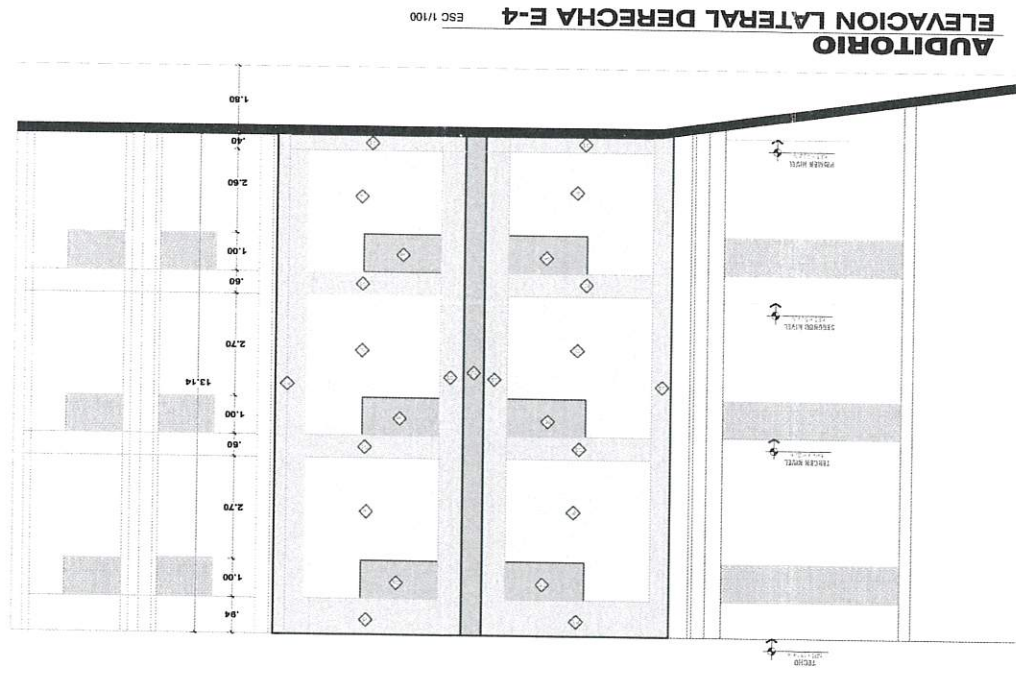 TECHO
.94
1.00
2.70
TERCER NIVEL
.60
1.00
13.14
2.70
SEGUNDO NIVEL
.60
1.00
2.60
PRIMER NIVEL
.40
1.80
AUDITORIO
ELEVACION LATERAL DERECHA E-4 ESC 1/100